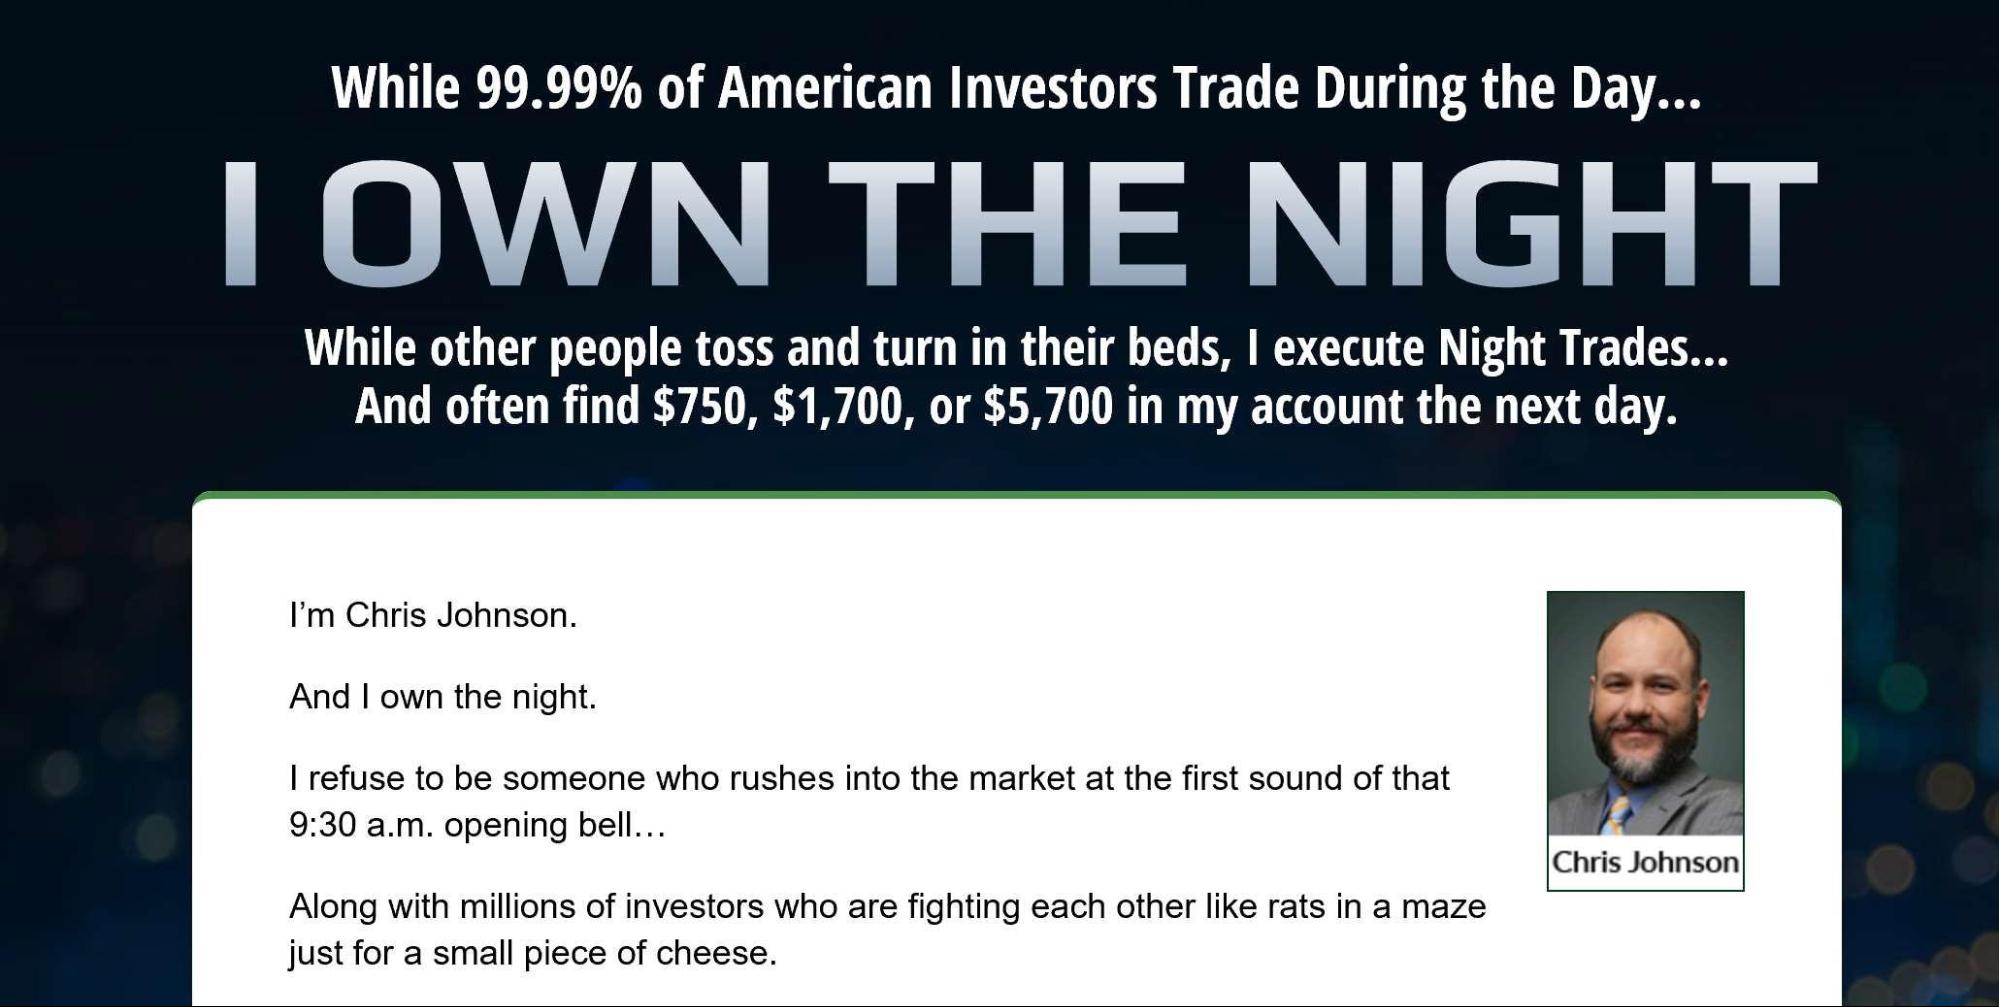 While 99.99% of American Investors Trade During the Day...
I OWN THE NIGHT
While other people toss and turn in their beds, I execute Night Trades...
And often find $750, $1,700, or $5,700 in my account the next day.
I’m Chris Johnson.
And I own the night.
I refuse to be someone who rushes into the market at the first sound of that
9:30 a.m. opening bell…
Along with millions of investors who are fighting each other like rats in a maze
just for a small piece of cheese.
Chris Johnson